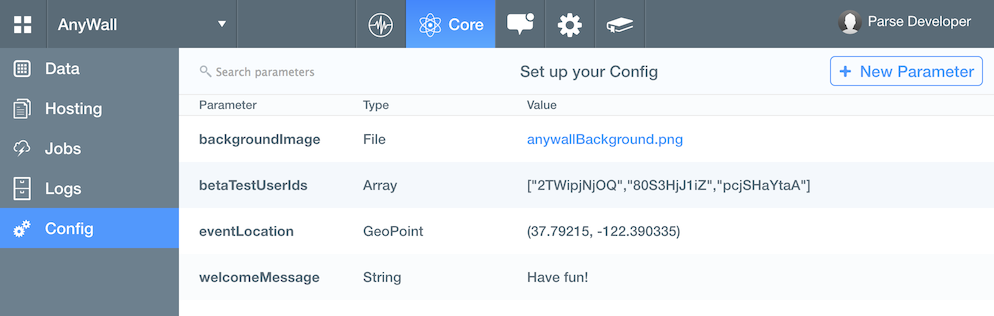 AnyWall
Core
Parse Developer
Data
Hosting
Jobs
Logs
Config
Search parameters
Set up your Config
+ New Parameter
Parameter Type Value
backgroundImage File anywallBackground.png
betaTestUserIds Array ["2TWipjNjOQ","80S3HjJ1iZ","pcjSHaYtaA"]
eventLocation GeoPoint (37.79215, -122.390335)
welcomeMessage String Have fun!